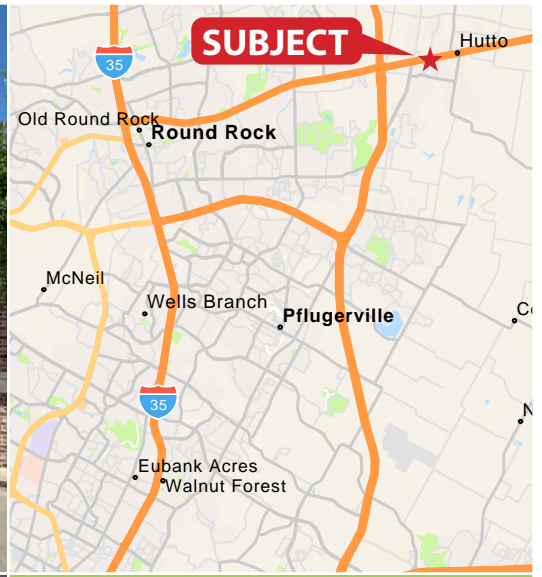 SUBJECT
Hutto
35
Old Round Rock
Round Rock
McNeil
Wells Branch
Pflugerville
35
Eubank Acres
Walnut Forest